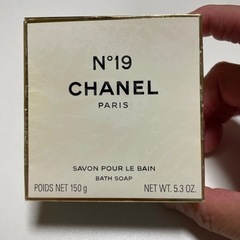 N°19
CHANEL
PARIS
SAVON POUR LE BAIN
BATH SOAP
POIDS NET 150 g NET WT. 5.3 OZ.